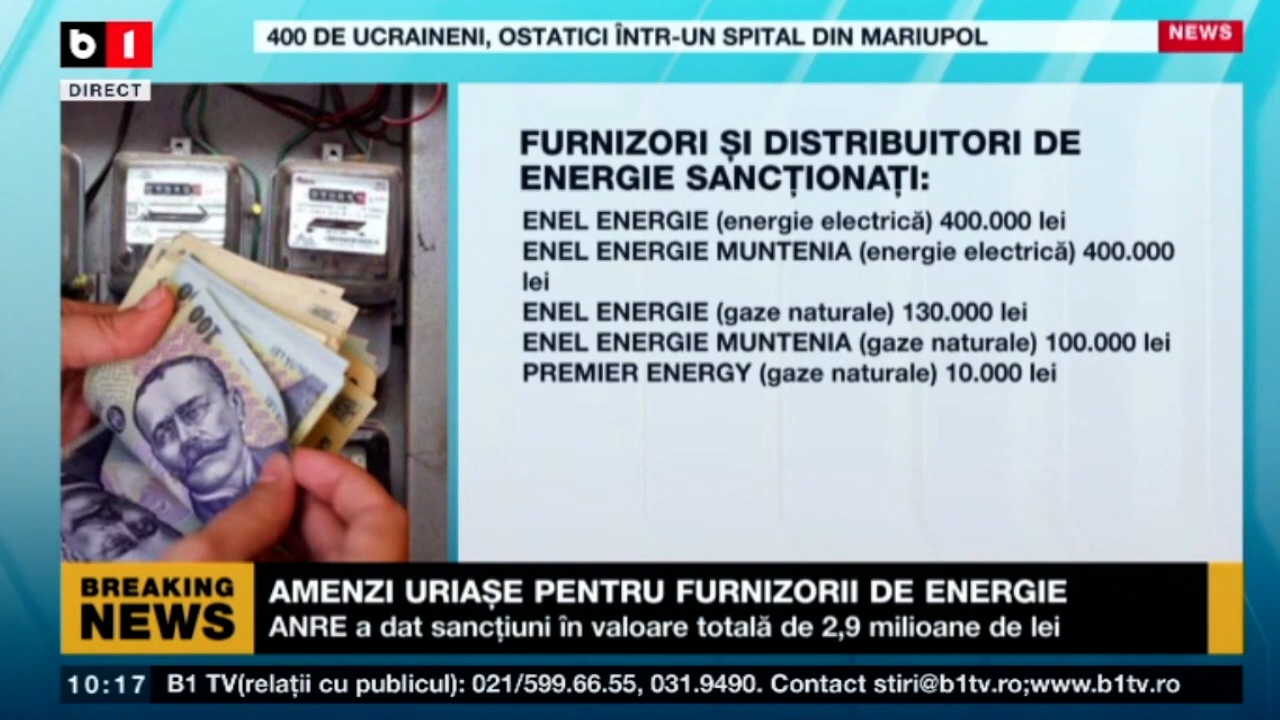 b1
400 DE UCRAINENI, OSTATICI ÎNTR-UN SPITAL DIN MARIUPOL
NEWS
DIRECT
FURNIZORI ȘI DISTRIBUITORI DE
ENERGIE SANCȚIONAȚI:
ENEL ENERGIE (energie electrică) 400.000 lei
ENEL ENERGIE MUNTENIA (energie electrică) 400.000
lei
ENEL ENERGIE (gaze naturale) 130.000 lei
ENEL ENERGIE MUNTENIA (gaze naturale) 100.000 lei
PREMIER ENERGY (gaze naturale) 10.000 lei
100
BREAKING
NEWS
AMENZI URIAȘE PENTRU FURNIZORII DE ENERGIE
ANRE a dat sancțiuni în valoare totală de 2,9 milioane de lei
10:17
B1 TV(relații cu publicul): 021/599.66.55, 031.9490. Contact stiri@b1tv.ro;www.b1tv.ro